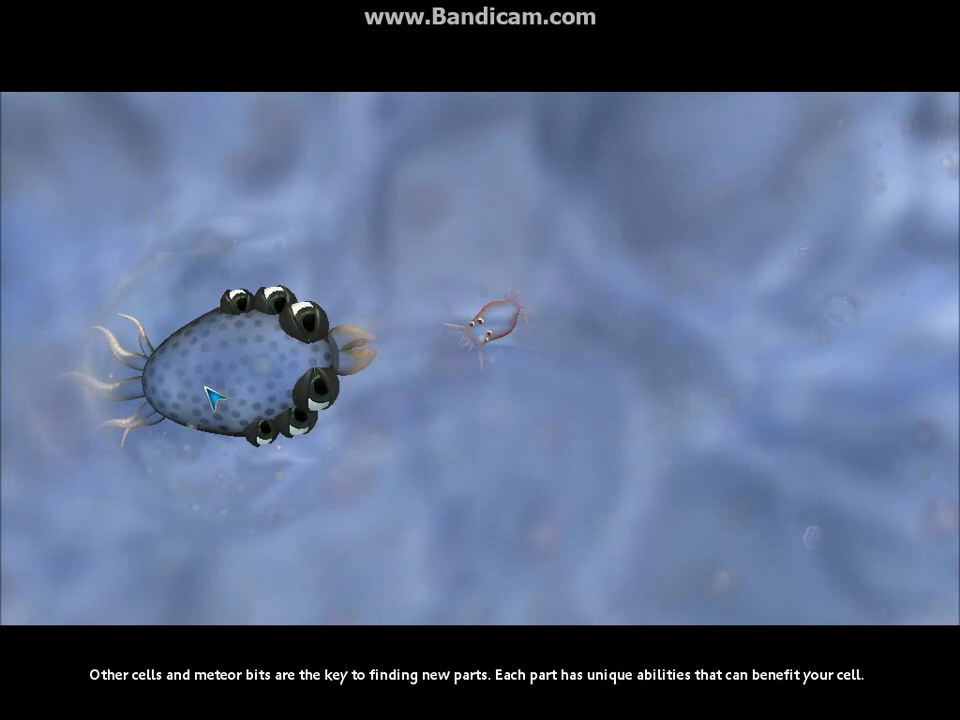 www.Bandicam.com
Other cells and meteor bits are the key to finding new parts. Each part has unique abilities that can benefit your cell.